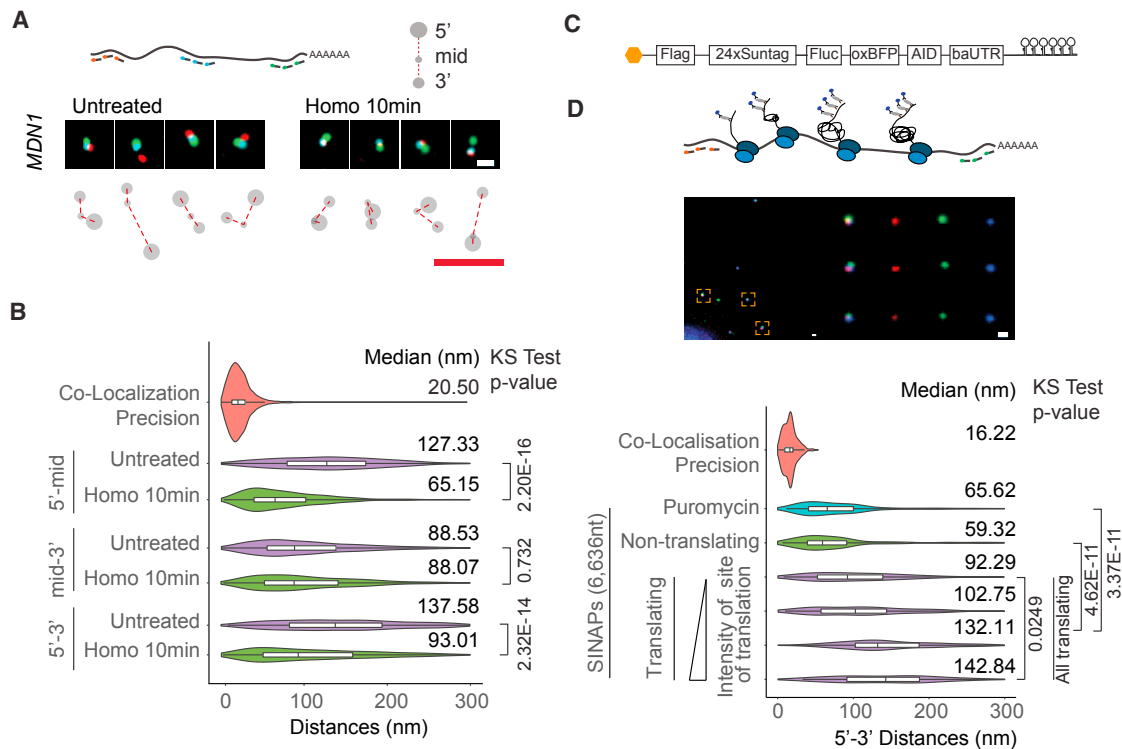 A
AAAAAA
5’
mid
3’
Untreated
Homo 10min
MDN1
B
Median (nm)
KS Test
p-value
Co-Localization
Precision
20.50
5’-mid
Untreated
127.33
Homo 10min
65.15
2.20E-16
mid-3’
Untreated
88.53
Homo 10min
88.07
0.732
5’-3’
Untreated
137.58
Homo 10min
93.01
2.32E-14
0
100
200
300
Distances (nm)
C
Flag
24xSuntag
Fluc
oxBFP
AID
baUTR
D
AAAAAA
Median (nm)
KS Test
p-value
Co-Localisation
Precision
16.22
SINAPs (6,636nt)
Puromycin
65.62
Non-translating
59.32
Translating
Intensity of site
of translation
92.29
102.75
132.11
142.84
0.0249
All translating
4.62E-11
3.37E-11
0
100
200
300
5’-3’ Distances (nm)